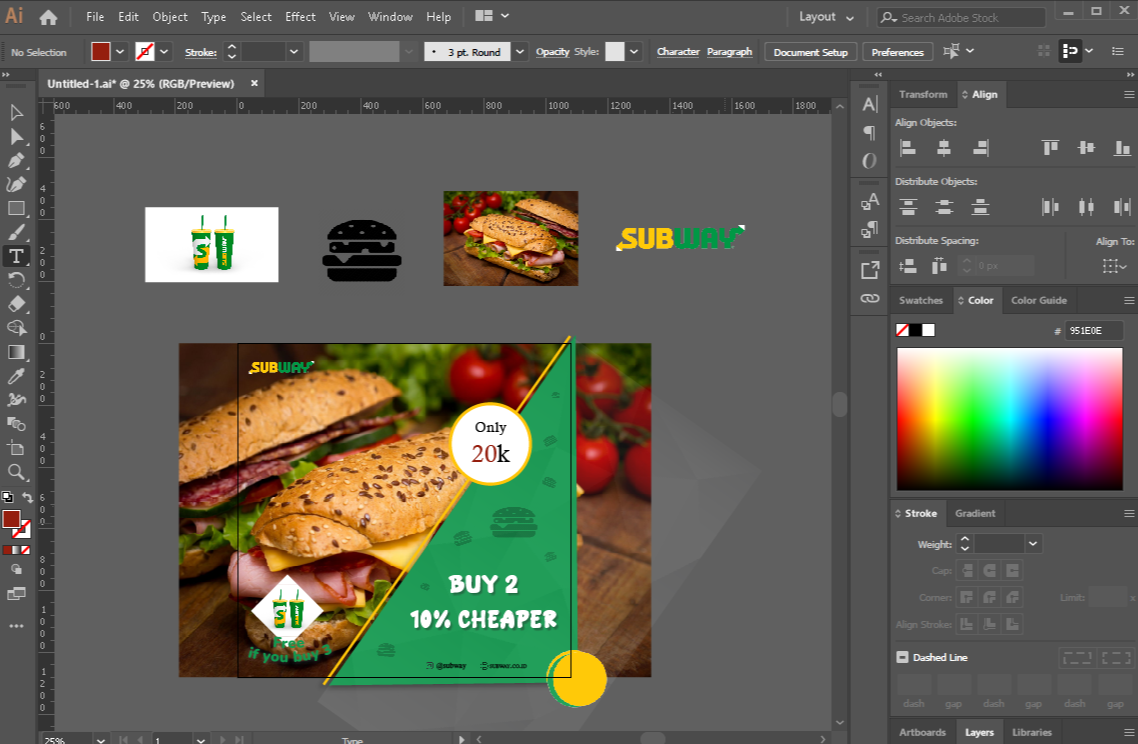 Ai File Edit Object Type Select Effect View Window Help Layout Search Adobe Stock
No Selection Stroke: 3 pt. Round Opacity Style: Character Paragraph Document Setup Preferences
Untitled-1.ai* @ 25% (RGB/Preview)
600 400 200 0 200 400 600 800 1000 1200 1400 1600 1800
Transform Align
Align Objects:
Distribute Objects:
Distribute Spacing: Align To:
0 px
Swatches Color Color Guide
# 951E0E
Stroke Gradient
Weight:
Cap:
Corner: Limit: x
Align Stroke:
Dashed Line
dash gap dash gap dash gap
Artboards Layers Libraries
SUBWAY
SUBWAY
Only
20k
BUY 2
10% CHEAPER
Free
if you buy 3
@subway
25% 1 Type